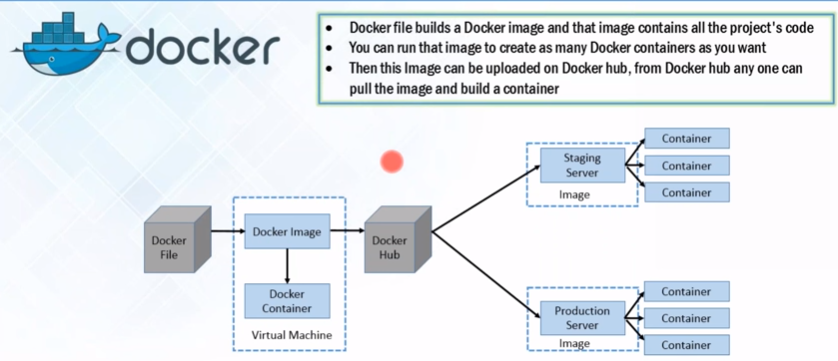 docker
• Dockerfile builds a Docker image and that image contains all the project's code
• You can run that image to create as many Docker containers as you want
• Then this Image can be uploaded on Docker hub, from Docker hub any one can
pull the image and build a container
Docker
File
Docker Image
Docker
Container
Virtual Machine
Docker
Hub
Staging
Server
Image
Container
Container
Container
Production
Server
Image
Container
Container
Container